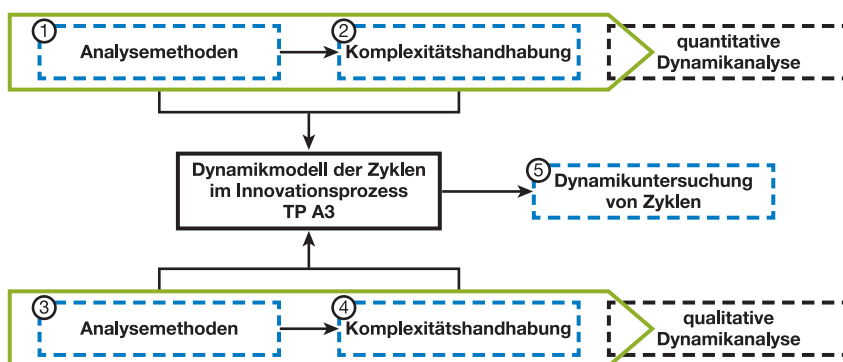 1
Analysemethoden
2
Komplexitätshandhabung
quantitative
Dynamikanalyse
Dynamikmodell der Zyklen
im Innovationsprozess
TP A3
5
Dynamikuntersuchung
von Zyklen
3
Analysemethoden
4
Komplexitätshandhabung
qualitative
Dynamikanalyse